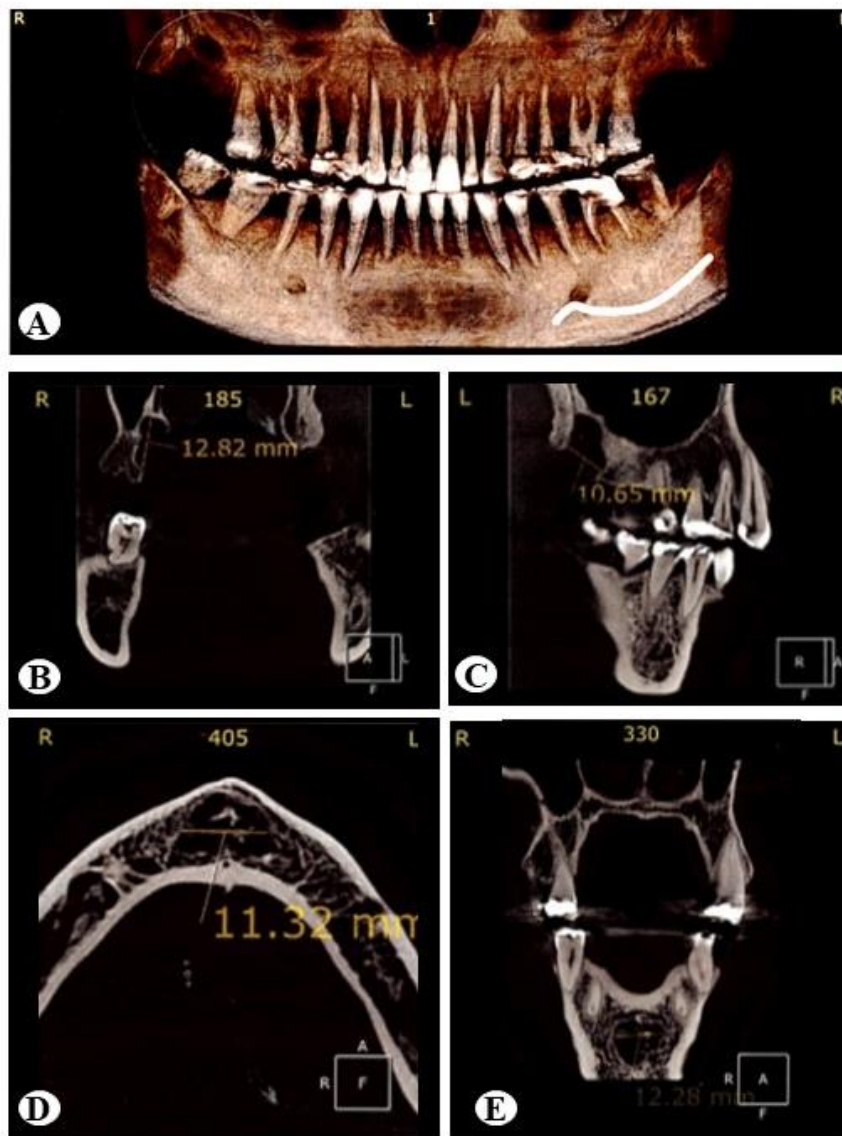 R 1
A
R 185 L
12.82 mm
A L
F
B
L 167 R
10.65 mm
R A
F
C
R 405 L
11.32 mm
A
R F
D
R 330 L
12.28 mm
R A
F
E